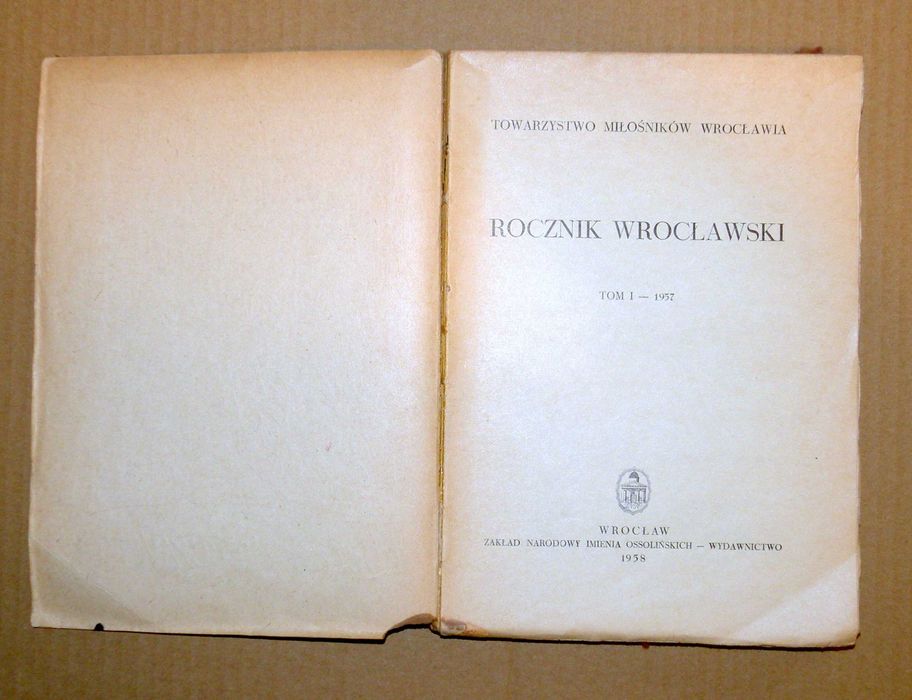 TOWARZYSTWO MIŁOŚNIKÓW WROCŁAWIA
ROCZNIK WROCŁAWSKI
TOM I — 1957
WROCŁAW
ZAKŁAD NARODOWY IMIENIA OSSOLIŃSKICH — WYDAWNICTWO
1958